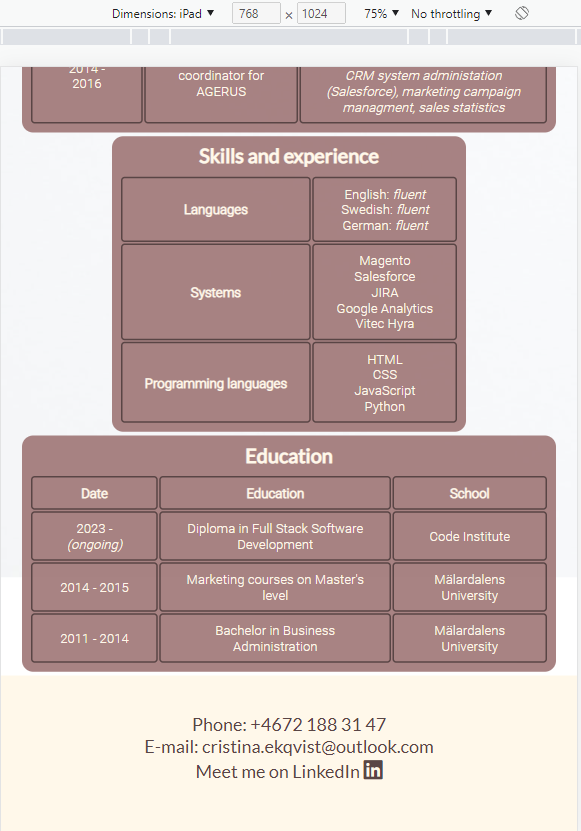 Dimensions: iPad ▼ 768 × 1024 75% ▼ No throttling ▼
2014 -
2016
coordinator for
AGERUS
CRM system administation
(Salesforce), marketing campaign
managment, sales statistics
Skills and experience
Languages
English: fluent
Swedish: fluent
German: fluent
Systems
Magento
Salesforce
JIRA
Google Analytics
Vitec Hyra
Programming languages
HTML
CSS
JavaScript
Python
Education
Date
Education
School
2023 -
(ongoing)
Diploma in Full Stack Software
Development
Code Institute
2014 - 2015
Marketing courses on Master's
level
Mälardalens
University
2011 - 2014
Bachelor in Business
Administration
Mälardalens
University
Phone: +4672 188 31 47
E-mail: cristina.ekqvist@outlook.com
Meet me on LinkedIn in